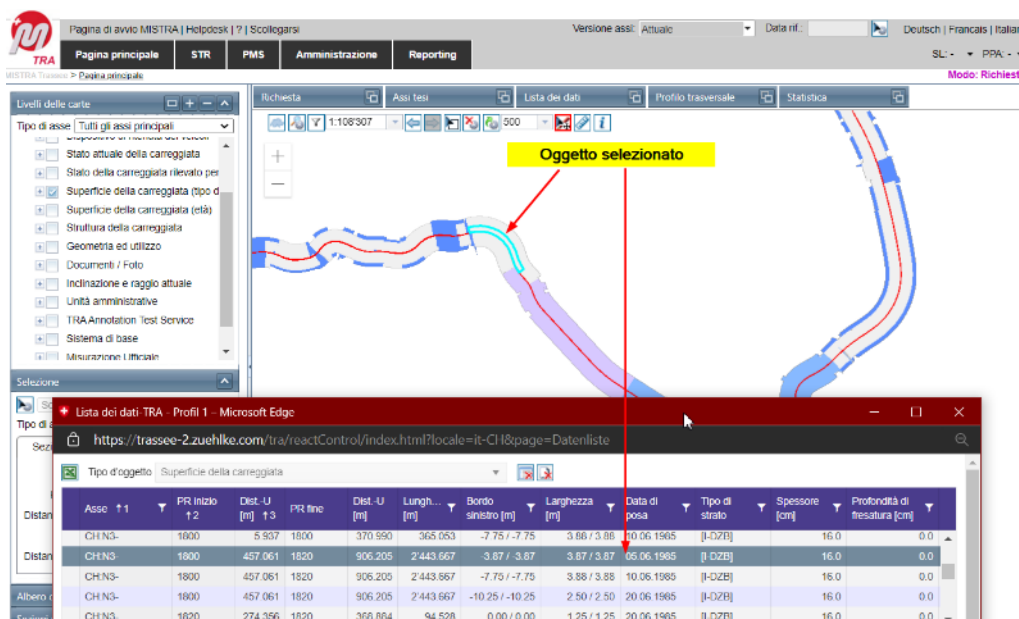 Pagina di avvio MISTRA | Helpdesk | ? | Scollegarsi
Versione assi: Attuale
Data rif.:
Deutsch | Francais | Italian
TRA
Pagina principale STR PMS Amministrazione Reporting
SL: - PPA: -
MISTRA Trassee > Pagina principale
Modo: Richiest
Livelli delle carte
Richiesta Assi tesi Lista dei dati Profilo trasversale Statistica
Tipo di asse Tutti gli assi principali
1:108'307 500
Stato attuale della carreggiata
Stato della carreggiata rilevato per
Superficie della carreggiata (tipo d
Superficie della carreggiata (età)
Struttura della carreggiata
Geometria ed utilizzo
Documenti / Foto
Inclinazione e raggio attuale
Unità amministrative
TRA Annotation Test Service
Sistema di base
Misurazione Ufficiale
Oggetto selezionato
Selezione
Tipo di
Sezi
Distan
Distan
Albero d
Lista dei dati-TRA - Profil 1 – Microsoft Edge
https://trassee-2.zuehlke.com/tra/reactControl/index.html?locale=it-CH&page=Datenliste
Tipo d'oggetto Superficie della carreggiata
Asse ↑1 PR Inizio ↑2 Dist.-U [m] ↑3 PR fine Dist.-U [m] Lungh... [m] Bordo sinistro [m] Larghezza [m] Data di posa Tipo di strato Spessore [cm] Profondità di fresatura [cm]
CH:N3- 1800 5.937 1800 370.990 365.053 -7.75 / -7.75 3.88 / 3.88 10.06.1985 [I-DZB] 16.0 0.0
CH:N3- 1800 457.061 1820 906.205 2'443.667 -3.87 / -3.87 3.87 / 3.87 05.06.1985 [I-DZB] 16.0 0.0
CH:N3- 1800 457.061 1820 906.205 2'443.667 -7.75 / -7.75 3.88 / 3.88 10.06.1985 [I-DZB] 16.0 0.0
CH:N3- 1800 457.061 1820 906.205 2'443.667 -10.25 / -10.25 2.50 / 2.50 20.06.1985 [I-DZB] 16.0 0.0
CH:N3- 1820 274.356 1820 368.884 94.528 0.00 / 0.00 1.25 / 1.25 20.06.1985 [I-DZB] 16.0 0.0